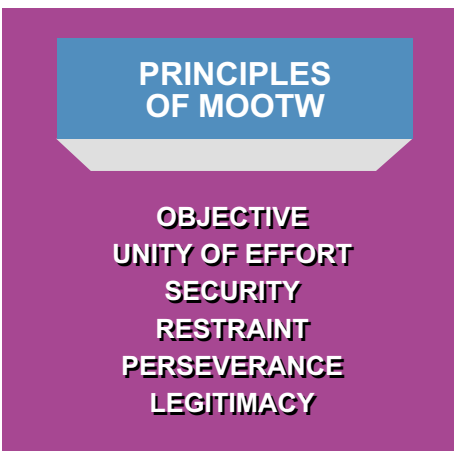 PRINCIPLES
OF MOOTW
OBJECTIVE
UNITY OF EFFORT
SECURITY
RESTRAINT
PERSEVERANCE
LEGITIMACY